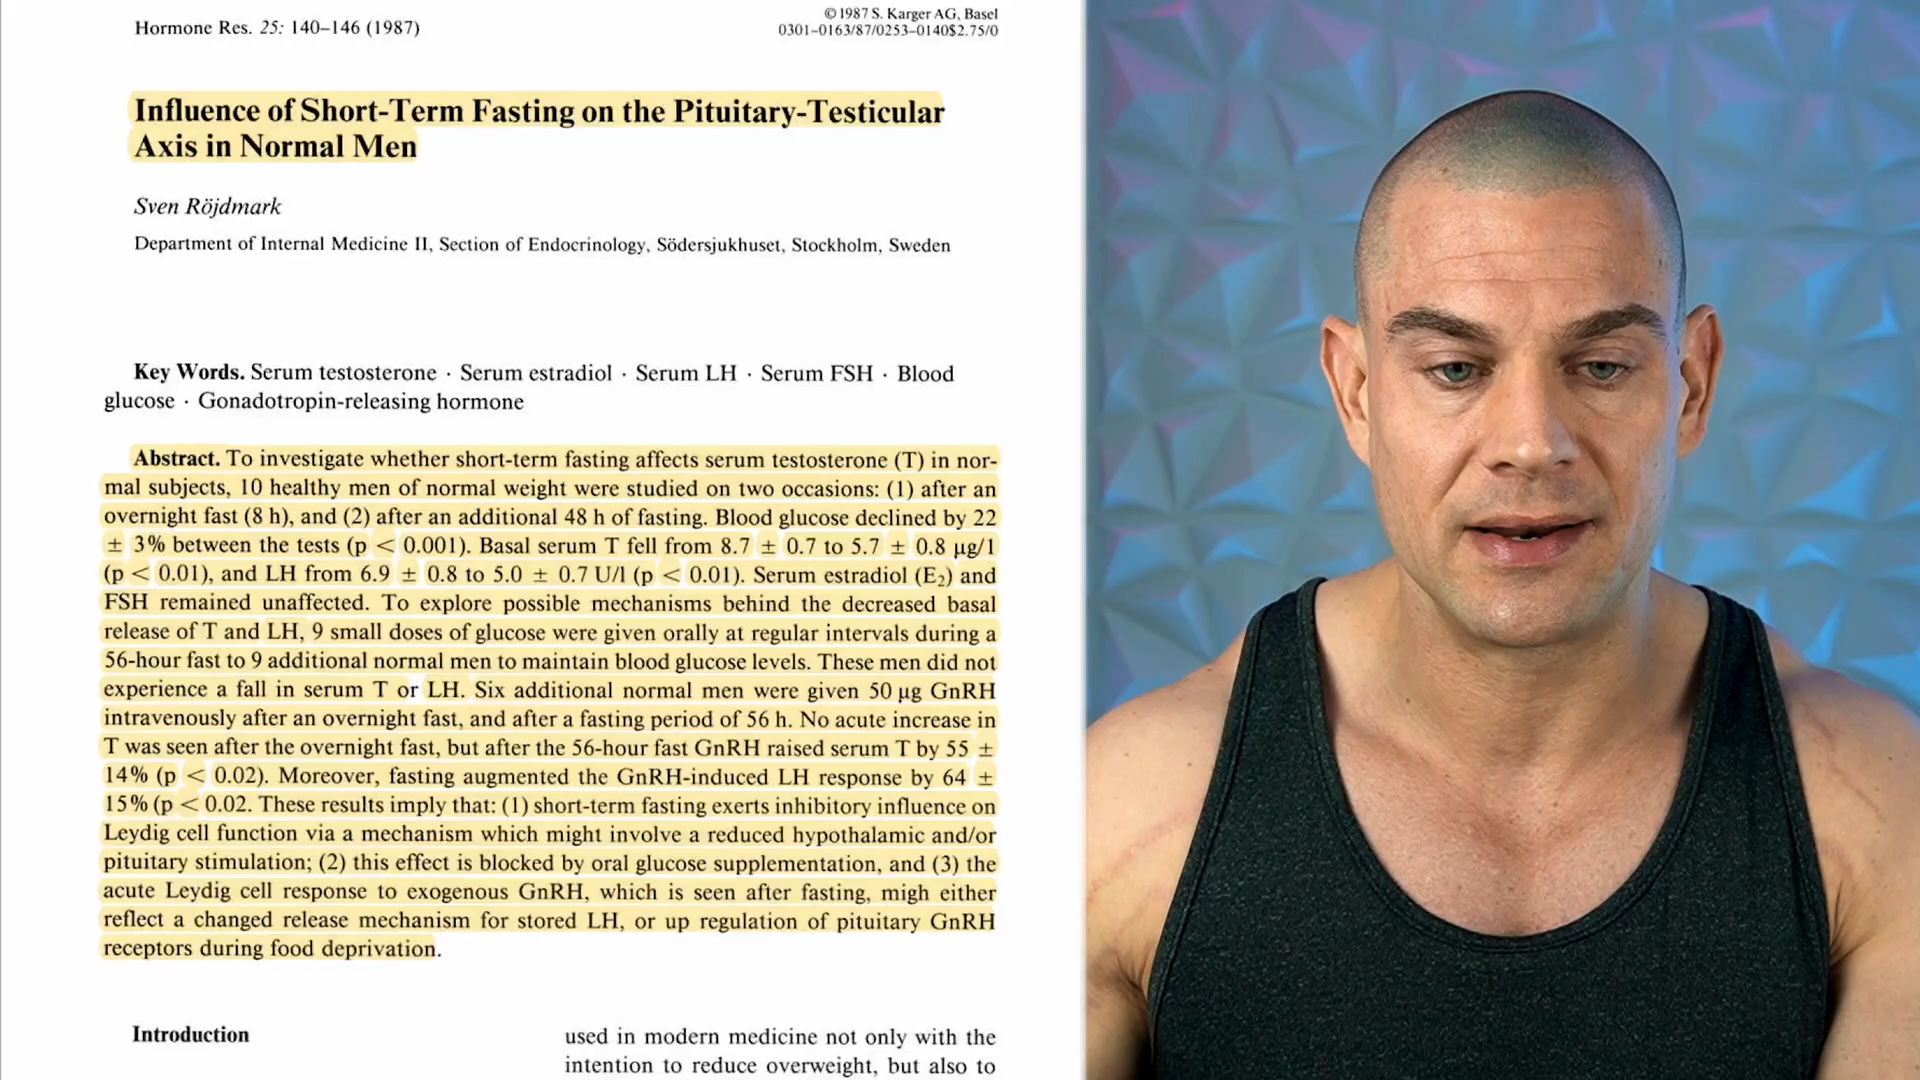 Hormone Res. 25: 140–146 (1987)
© 1987 S. Karger AG, Basel
0301–0163/87/0253–0140$2.75/0
Influence of Short-Term Fasting on the Pituitary-Testicular
Axis in Normal Men
Sven Röjdmark
Department of Internal Medicine II, Section of Endocrinology, Södersjukhuset, Stockholm, Sweden
Key Words. Serum testosterone · Serum estradiol · Serum LH · Serum FSH · Blood
glucose · Gonadotropin-releasing hormone
Abstract. To investigate whether short-term fasting affects serum testosterone (T) in nor-
mal subjects, 10 healthy men of normal weight were studied on two occasions: (1) after an
overnight fast (8 h), and (2) after an additional 48 h of fasting. Blood glucose declined by 22
± 3% between the tests (p < 0.001). Basal serum T fell from 8.7 ± 0.7 to 5.7 ± 0.8 µg/l
(p < 0.01), and LH from 6.9 ± 0.8 to 5.0 ± 0.7 U/l (p < 0.01). Serum estradiol (E₂) and
FSH remained unaffected. To explore possible mechanisms behind the decreased basal
release of T and LH, 9 small doses of glucose were given orally at regular intervals during a
56-hour fast to 9 additional normal men to maintain blood glucose levels. These men did not
experience a fall in serum T or LH. Six additional normal men were given 50 µg GnRH
intravenously after an overnight fast, and after a fasting period of 56 h. No acute increase in
T was seen after the overnight fast, but after the 56-hour fast GnRH raised serum T by 55 ±
14% (p < 0.02). Moreover, fasting augmented the GnRH-induced LH response by 64 ±
15% (p < 0.02. These results imply that: (1) short-term fasting exerts inhibitory influence on
Leydig cell function via a mechanism which might involve a reduced hypothalamic and/or
pituitary stimulation; (2) this effect is blocked by oral glucose supplementation, and (3) the
acute Leydig cell response to exogenous GnRH, which is seen after fasting, migh either
reflect a changed release mechanism for stored LH, or up regulation of pituitary GnRH
receptors during food deprivation.
Introduction
used in modern medicine not only with the
intention to reduce overweight, but also to